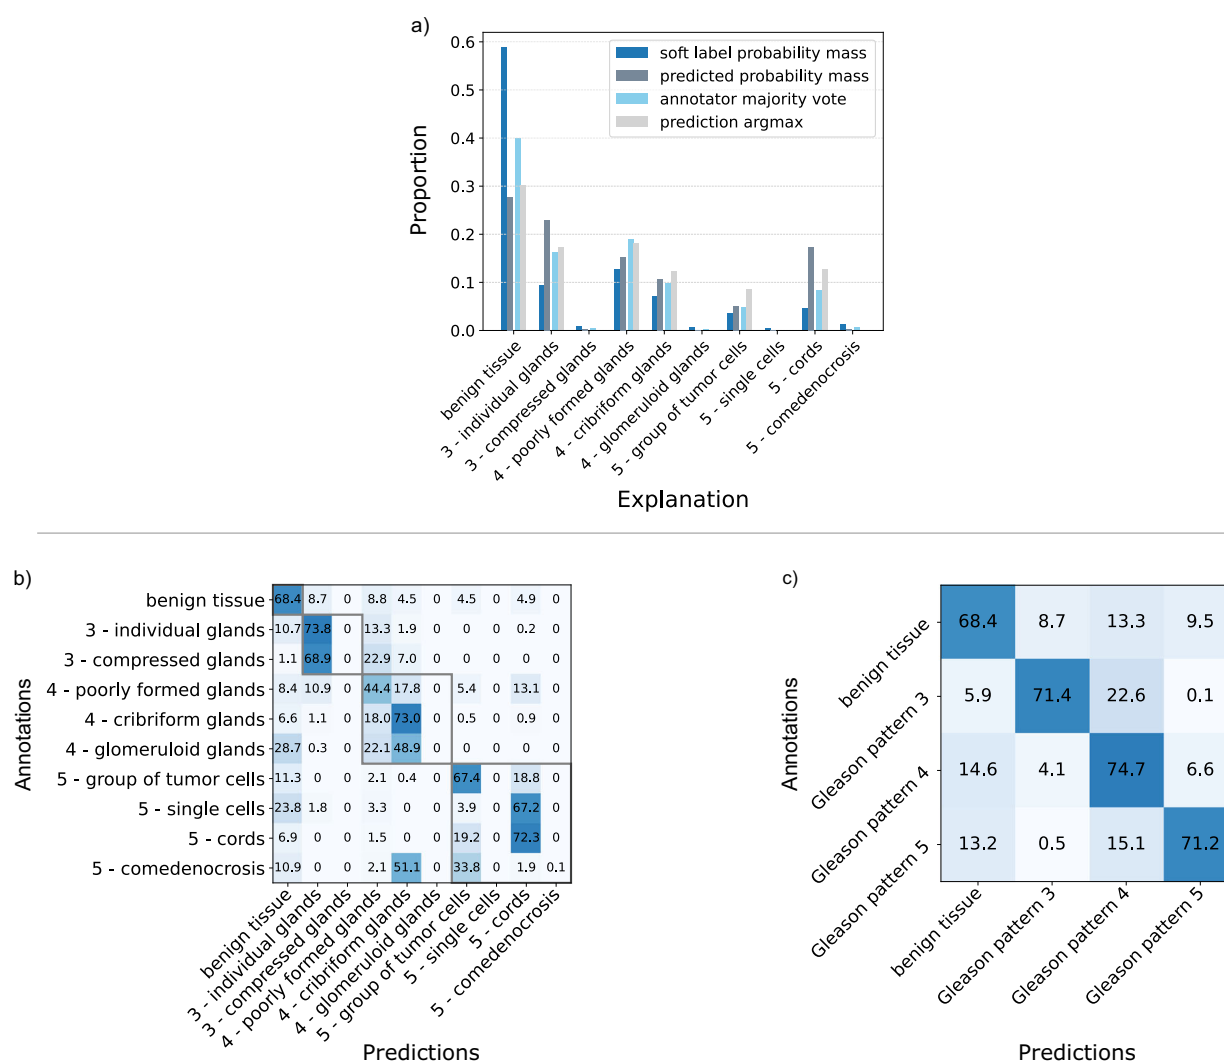 a)
0.6
0.5
0.4
0.3
0.2
0.1
0.0
Proportion
soft label probability mass
predicted probability mass
annotator majority vote
prediction argmax
benign tissue
3 - individual glands
3 - compressed glands
4 - poorly formed glands
4 - cribriform glands
4 - glomeruloid glands
5 - group of tumor cells
5 - single cells
5 - cords
5 - comedenocrosis
Explanation
b)
Annotations
benign tissue 68.4 8.7 0 8.8 4.5 0 4.5 0 4.9 0
3 - individual glands 10.7 73.8 0 13.3 1.9 0 0 0 0.2 0
3 - compressed glands 1.1 68.9 0 22.9 7.0 0 0 0 0 0
4 - poorly formed glands 8.4 10.9 0 44.4 17.8 0 5.4 0 13.1 0
4 - cribriform glands 6.6 1.1 0 18.0 73.0 0 0.5 0 0.9 0
4 - glomeruloid glands 28.7 0.3 0 22.1 48.9 0 0 0 0 0
5 - group of tumor cells 11.3 0 0 2.1 0.4 0 67.4 0 18.8 0
5 - single cells 23.8 1.8 0 3.3 0 0 3.9 0 67.2 0
5 - cords 6.9 0 0 1.5 0 0 19.2 0 72.3 0
5 - comedenocrosis 10.9 0 0 2.1 51.1 0 33.8 0 1.9 0.1
benign tissue
3 - individual glands
3 - compressed glands
4 - poorly formed glands
4 - cribriform glands
4 - glomeruloid glands
5 - group of tumor cells
5 - single cells
5 - cords
5 - comedenocrosis
Predictions
c)
Annotations
benign tissue 68.4 8.7 13.3 9.5
Gleason pattern 3 5.9 71.4 22.6 0.1
Gleason pattern 4 14.6 4.1 74.7 6.6
Gleason pattern 5 13.2 0.5 15.1 71.2
benign tissue
Gleason pattern 3
Gleason pattern 4
Gleason pattern 5
Predictions